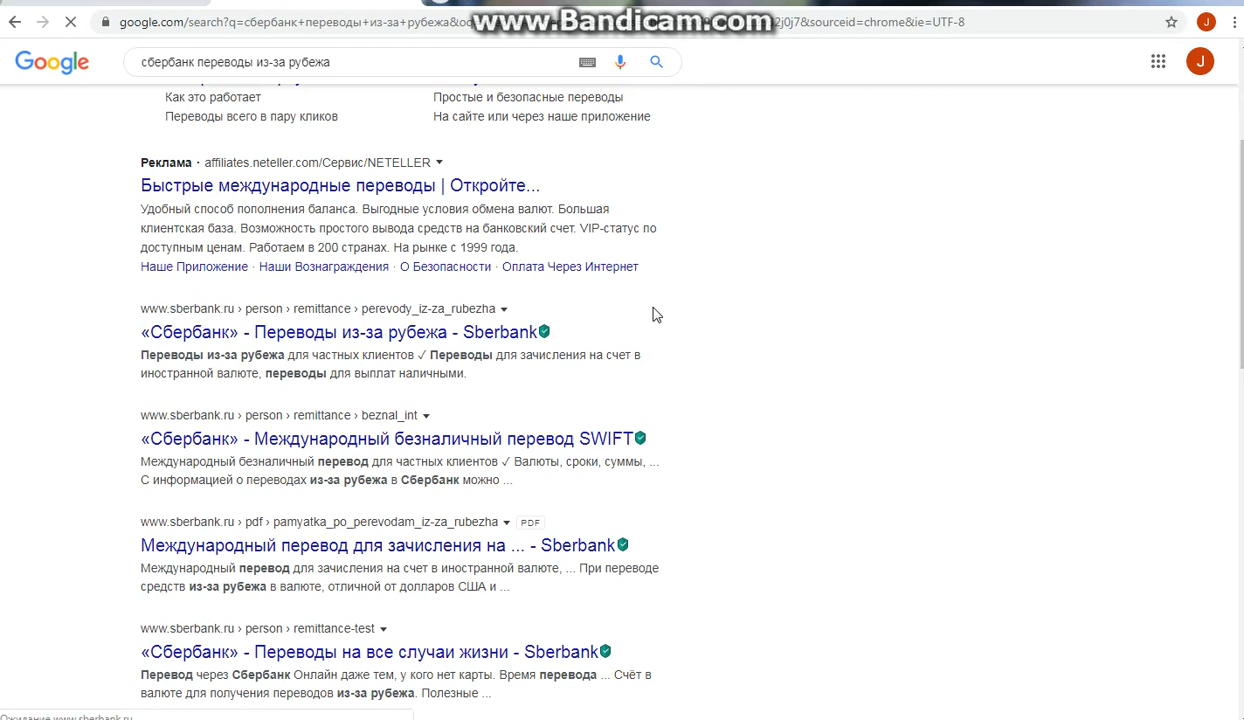 google.com/search?q=сбербанк+переводы+из-за+рубежа&oq
2j0j7&sourceid=chrome&ie=UTF-8
www.Bandicam.com
J
Google
сбербанк переводы из-за рубежа
J
Как это работает
Простые и безопасные переводы
Переводы всего в пару кликов
На сайте или через наше приложение
Реклама · affiliates.neteller.com/Сервис/NETELLER
Быстрые международные переводы | Откройте...
Удобный способ пополнения баланса. Выгодные условия обмена валют. Большая
клиентская база. Возможность простого вывода средств на банковский счет. VIP-статус по
доступным ценам. Работаем в 200 странах. На рынке с 1999 года.
Наше Приложение · Наши Вознаграждения · О Безопасности · Оплата Через Интернет
www.sberbank.ru › person › remittance › perevody_iz-za_rubezha
«Сбербанк» - Переводы из-за рубежа - Sberbank
Переводы из-за рубежа для частных клиентов ✓ Переводы для зачисления на счет в
иностранной валюте, переводы для выплат наличными.
www.sberbank.ru › person › remittance › beznal_int
«Сбербанк» - Международный безналичный перевод SWIFT
Международный безналичный перевод для частных клиентов ✓ Валюты, сроки, суммы, ...
С информацией о переводах из-за рубежа в Сбербанк можно ...
www.sberbank.ru › pdf › pamyatka_po_perevodam_iz-za_rubezha PDF
Международный перевод для зачисления на ... - Sberbank
Международный перевод для зачисления на счет в иностранной валюте, ... При переводе
средств из-за рубежа в валюте, отличной от долларов США и ...
www.sberbank.ru › person › remittance-test
«Сбербанк» - Переводы на все случаи жизни - Sberbank
Перевод через Сбербанк Онлайн даже тем, у кого нет карты. Время перевода ... Счёт в
валюте для получения переводов из-за рубежа. Полезные ...
Ожидание www.sberbank.ru...